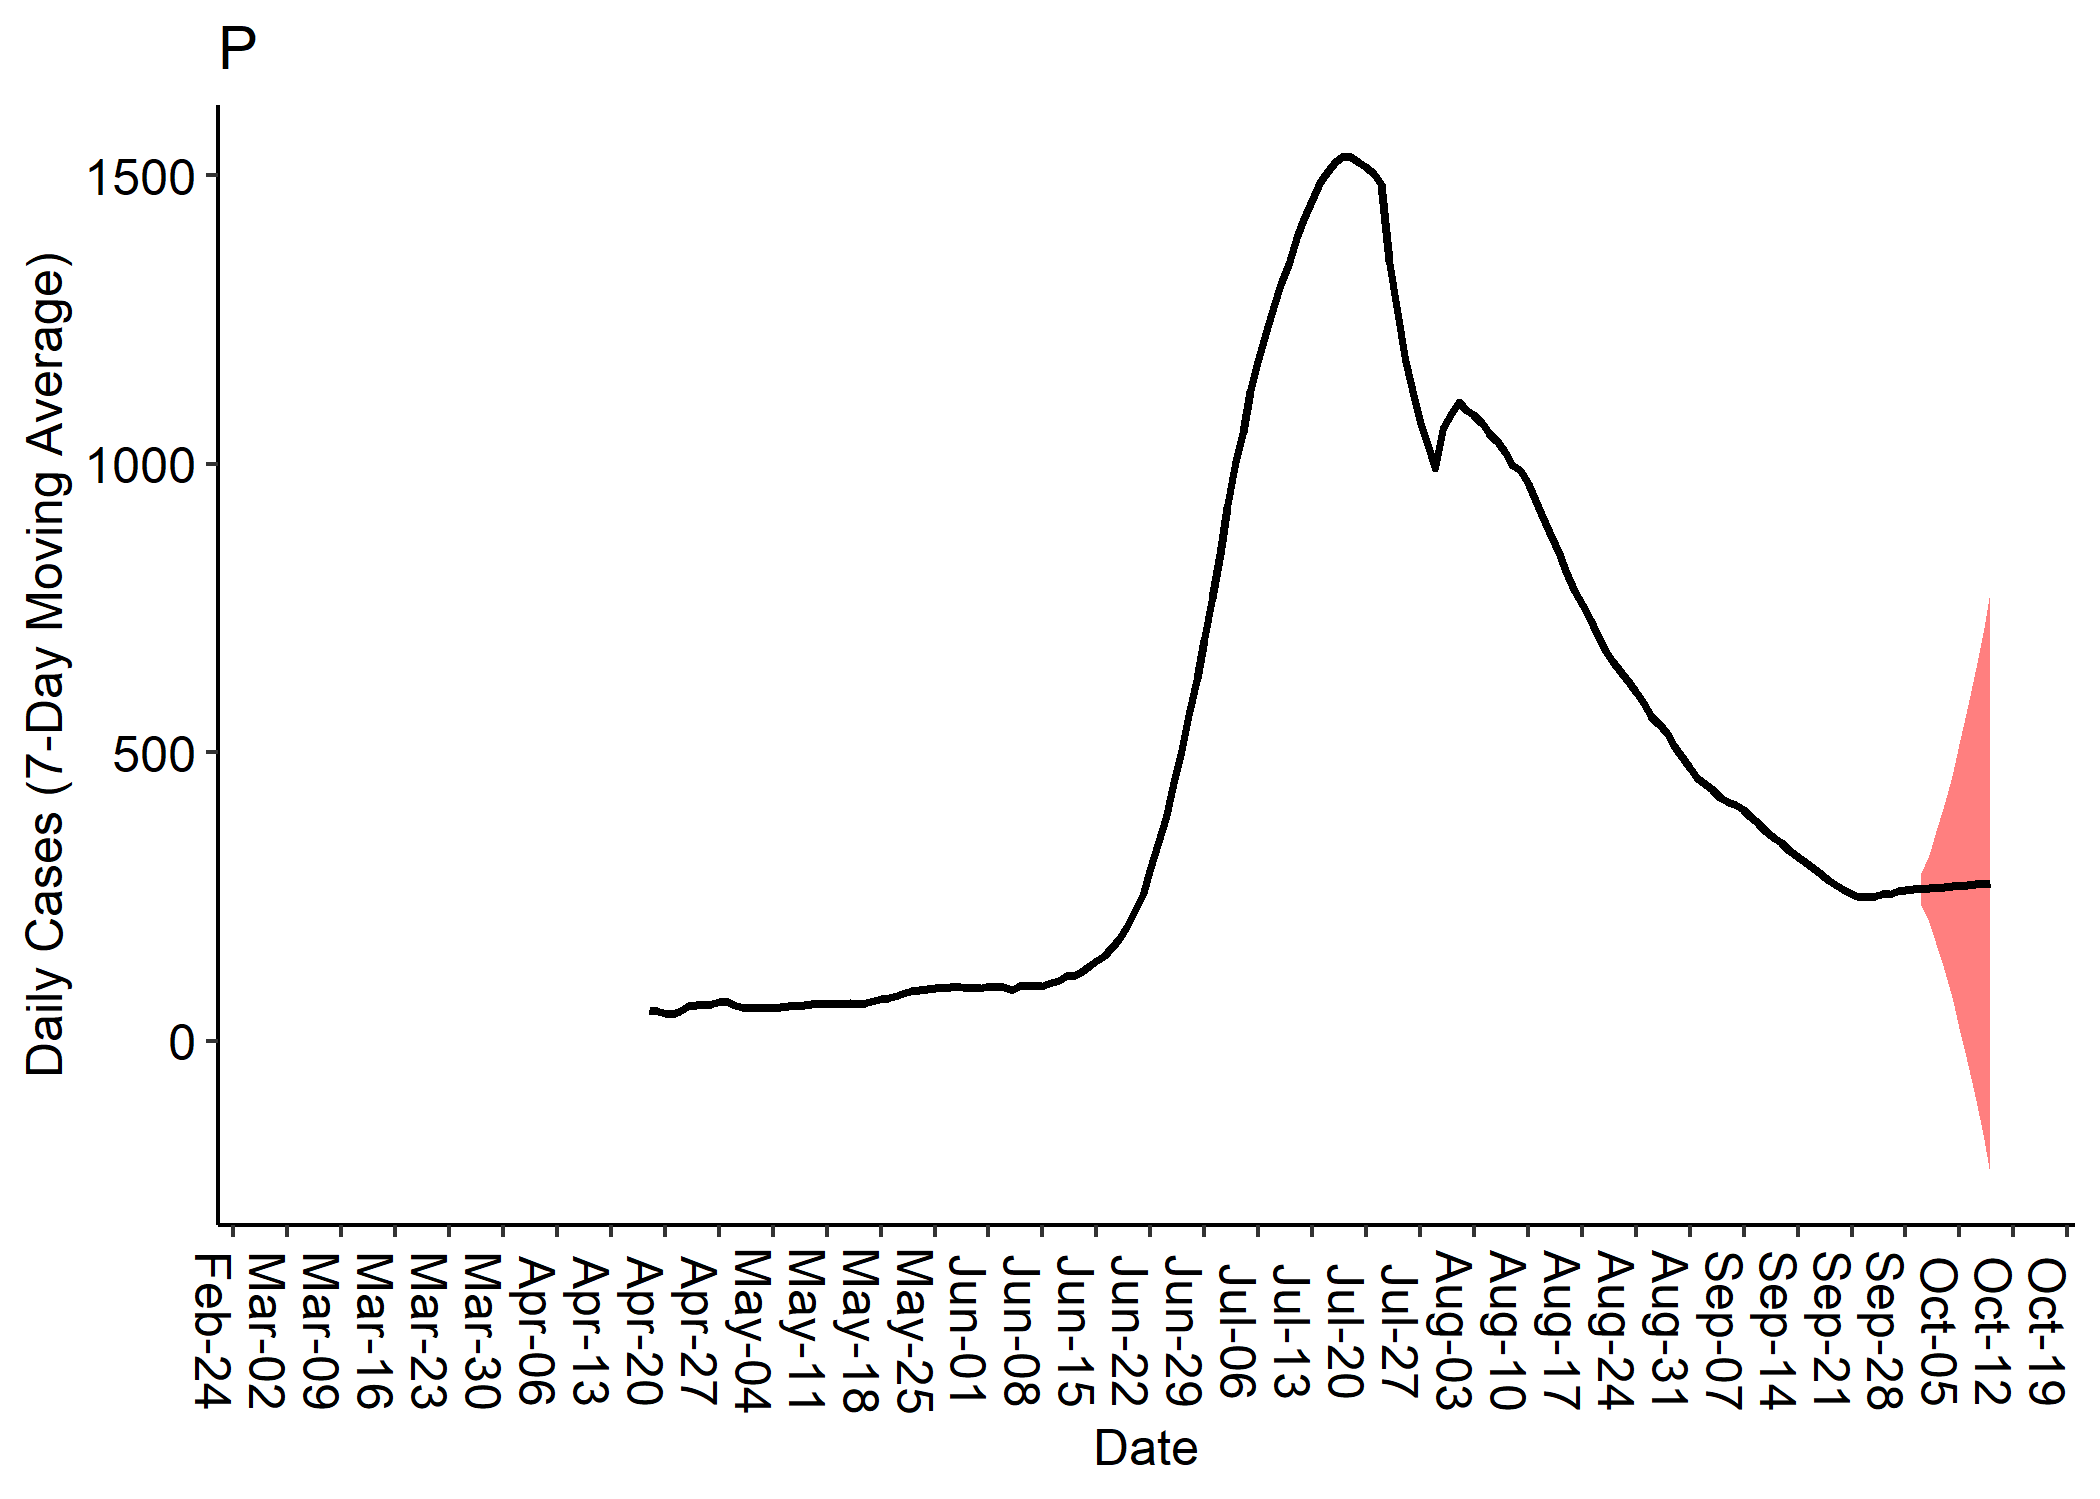 P
Daily Cases (7-Day Moving Average)
1500
1000
500
0
Feb-24
Mar-02
Mar-09
Mar-16
Mar-23
Mar-30
Apr-06
Apr-13
Apr-20
Apr-27
May-04
May-11
May-18
May-25
Jun-01
Jun-08
Jun-15
Jun-22
Jun-29
Jul-06
Jul-13
Jul-20
Jul-27
Aug-03
Aug-10
Aug-17
Aug-24
Aug-31
Sep-07
Sep-14
Sep-21
Sep-28
Oct-05
Oct-12
Oct-19
Date